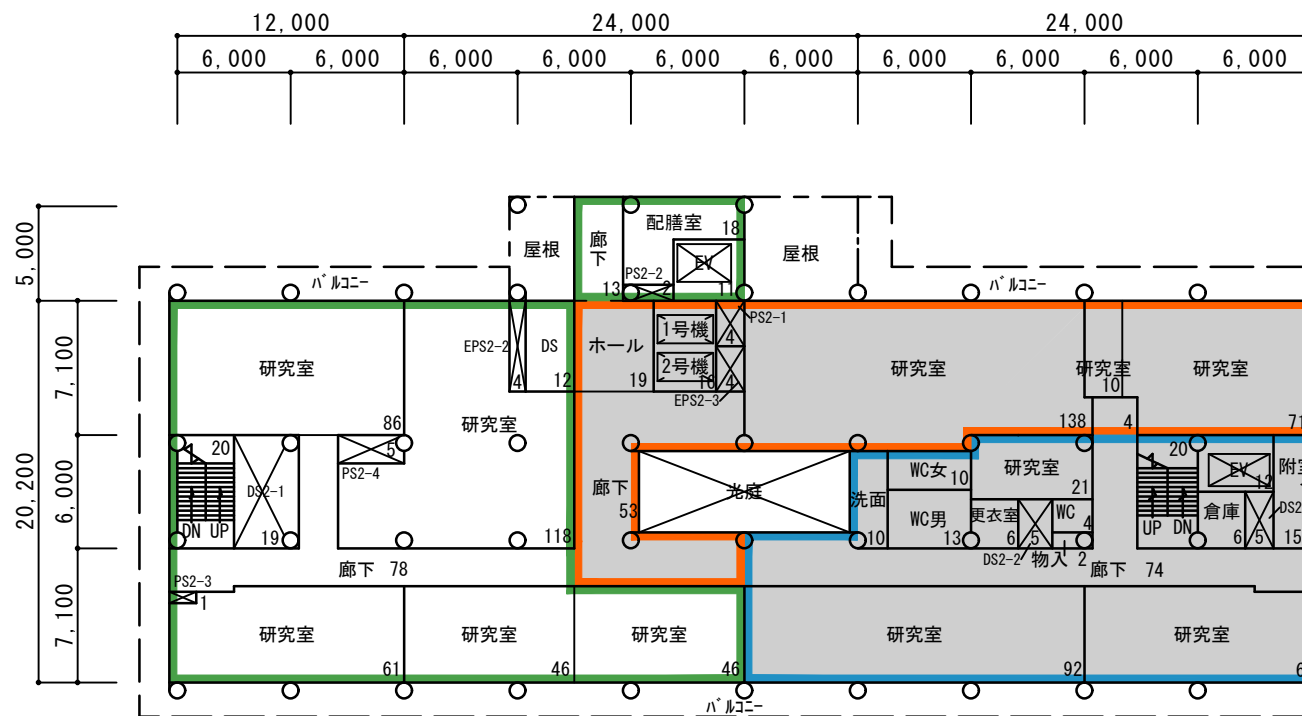 12,000
24,000
24,000
6,000
6,000
6,000
6,000
6,000
6,000
6,000
6,000
6,000
6,000
5,000
7,100
6,000
7,100
20,200
屋根
廊下
13
配膳室
18
PS2-2
2
EV
11
屋根
バルコニー
バルコニー
研究室
86
EPS2-2
4
DS
12
ホール
19
1号機
2号機
16
4
PS2-1
4
EPS2-3
研究室
138
研究室
10
4
研究室
71
研究室
118
20
DN UP
DS2-1
19
5
PS2-4
廊下
53
光庭
洗面
10
WC女
10
WC男
13
研究室
21
更衣室
6
5
DS2-2
WC
4
物入
2
20
UP DN
EV
12
倉庫
6
5
DS2
15
廊下 78
廊下 74
PS2-3
1
研究室
61
研究室
46
研究室
46
研究室
92
研究室
6
バルコニー